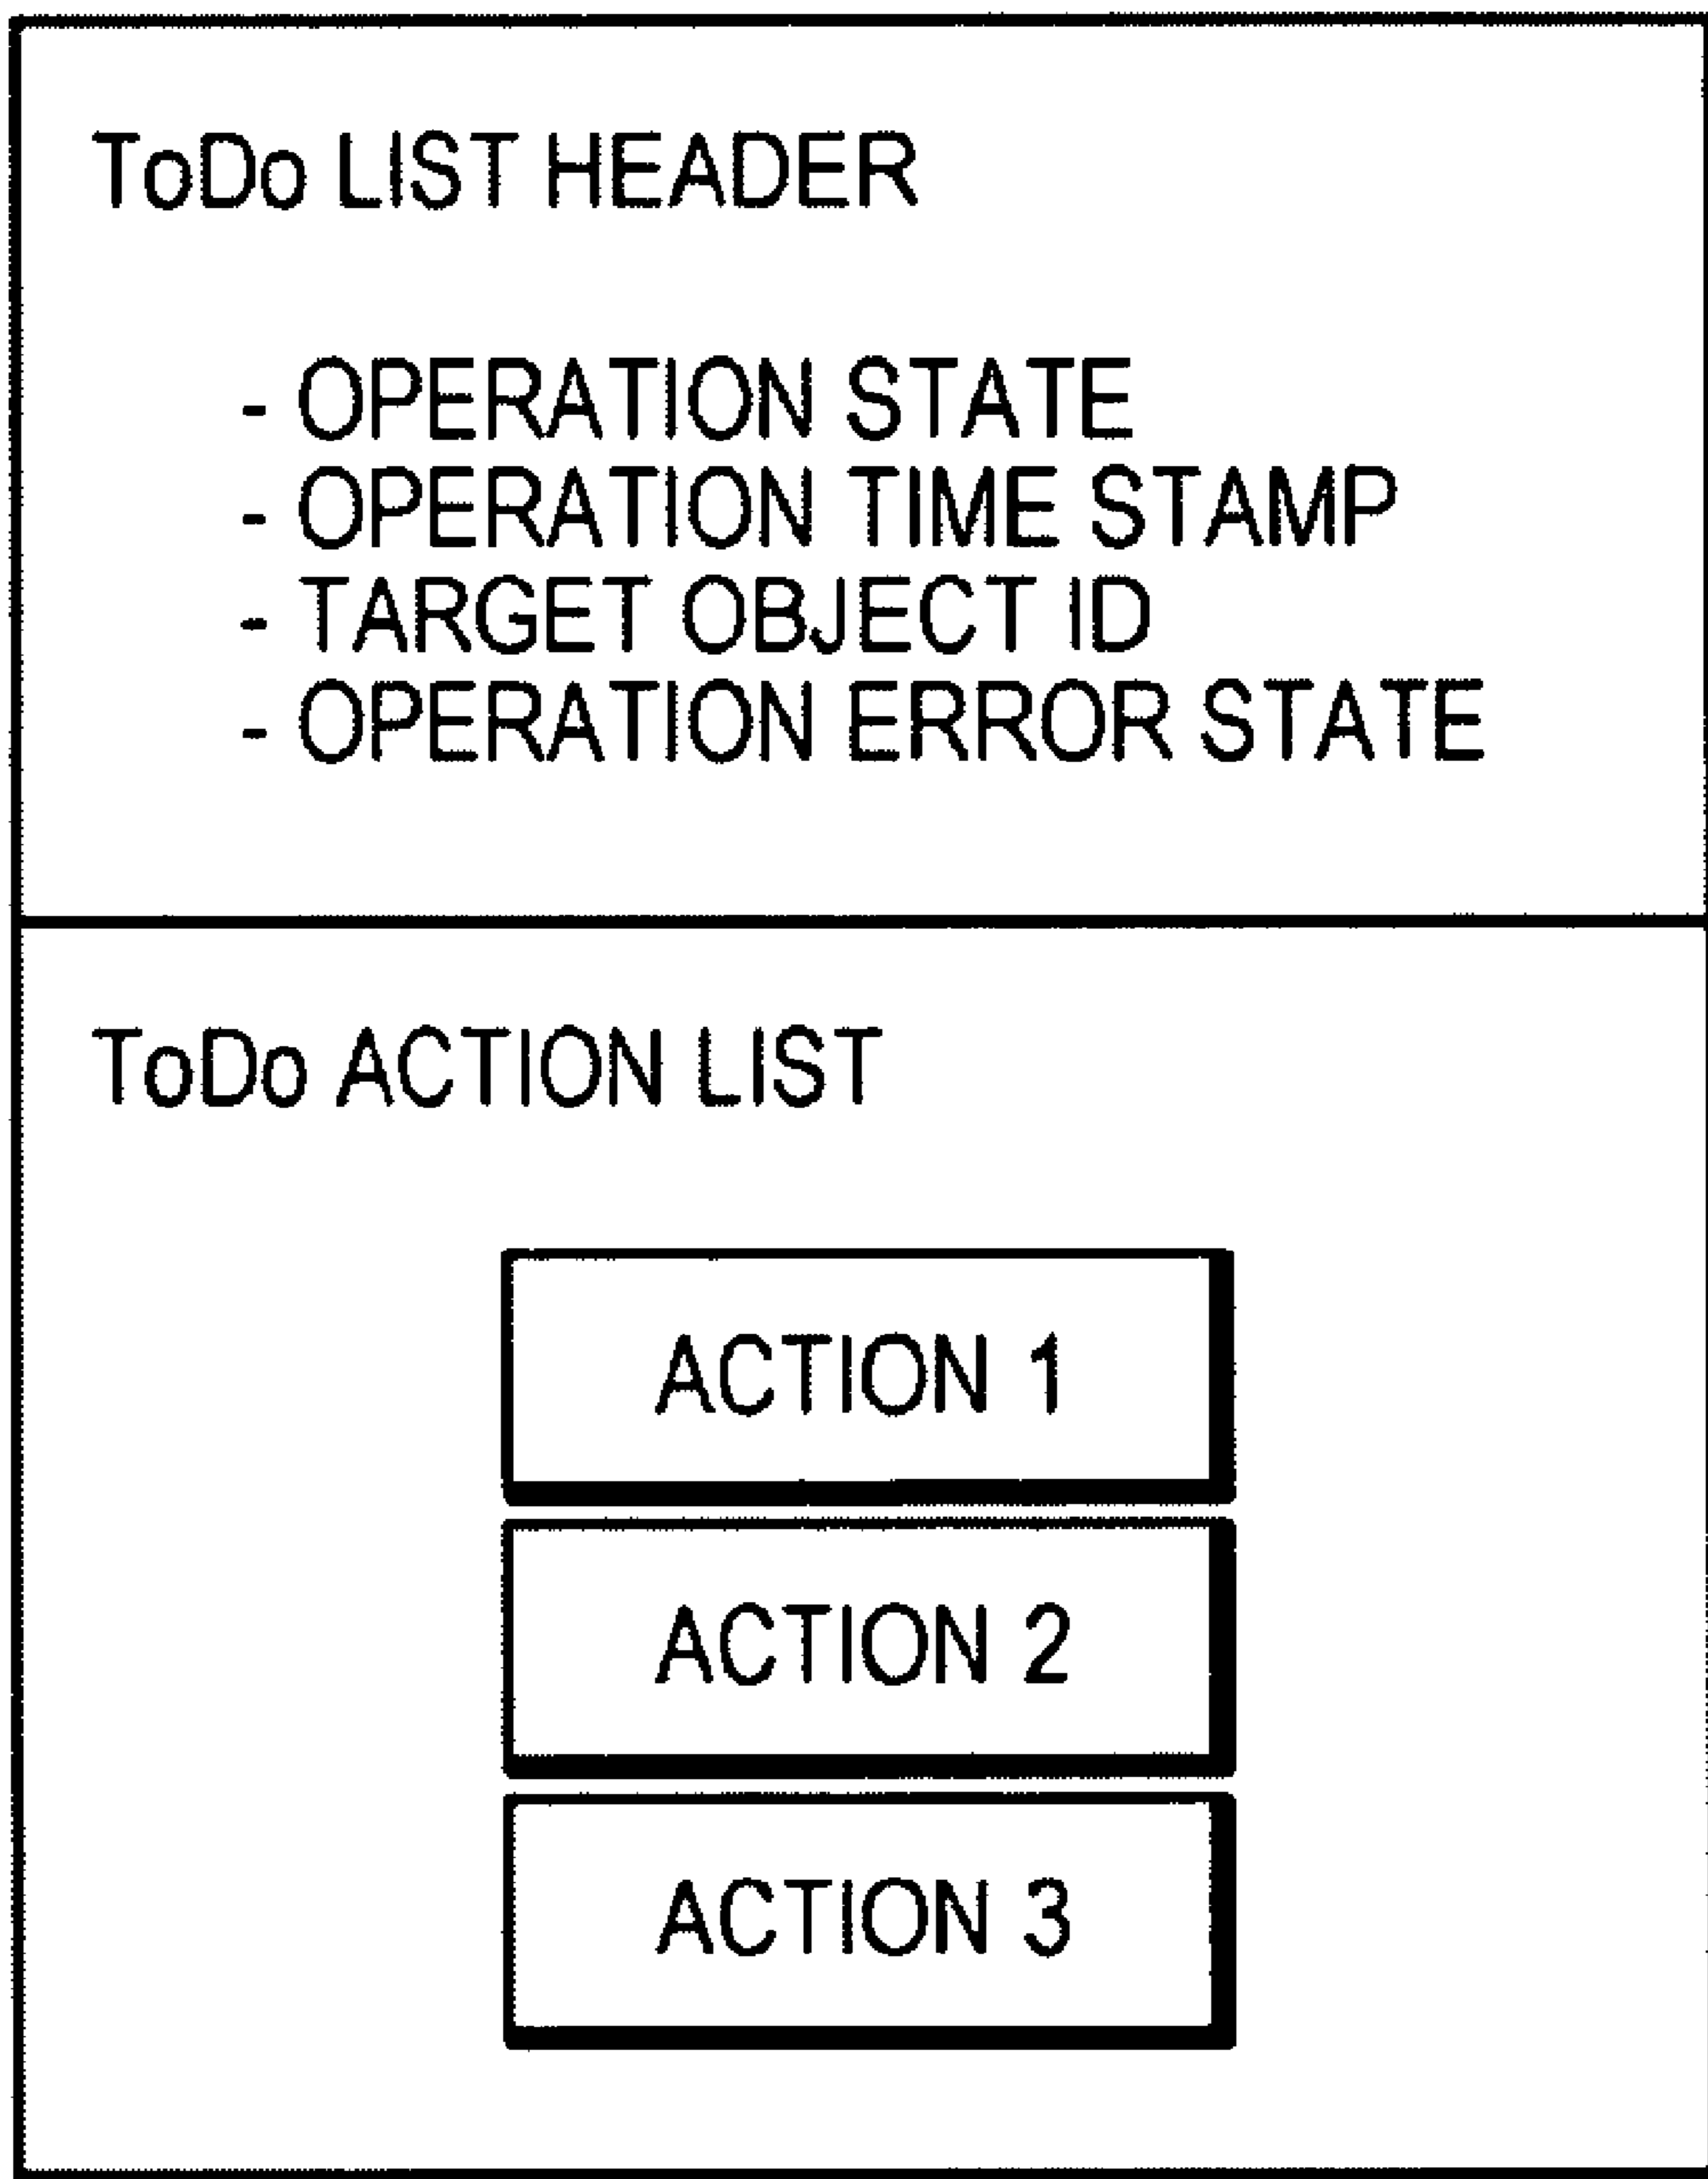 ToDo LIST HEADER
- OPERATION STATE
- OPERATION TIME STAMP
- TARGET OBJECT ID
- OPERATION ERROR STATE
ToDo ACTION LIST
ACTION 1
ACTION 2
ACTION 3